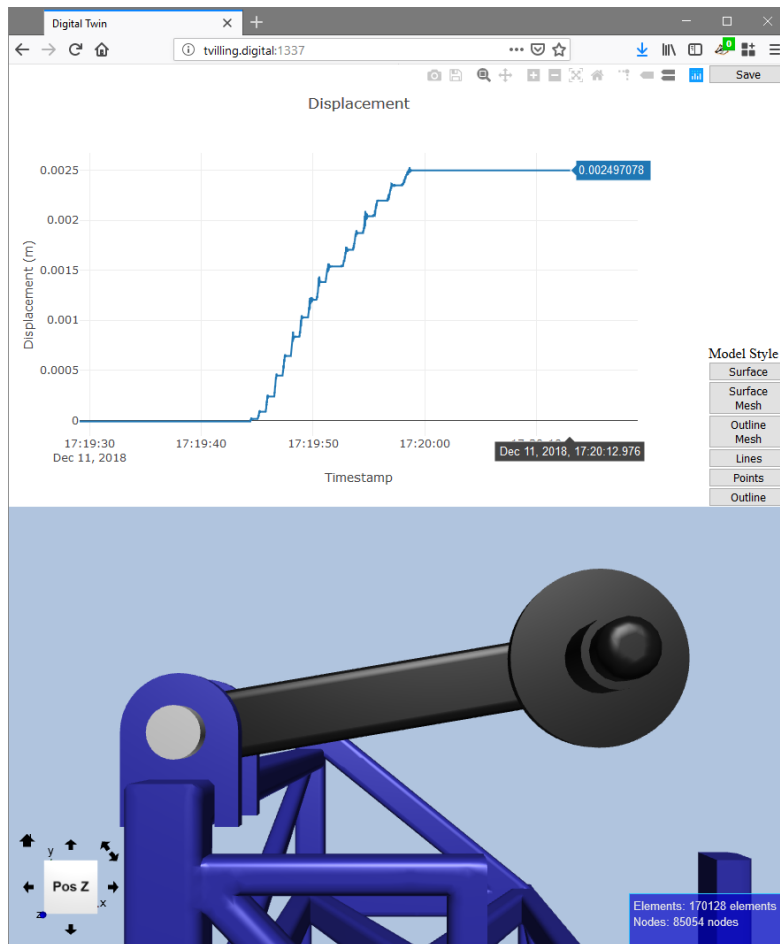 Digital Twin
tvilling.digital:1337
0
Save
Displacement
0.002497078
0.0025
0.002
0.0015
0.001
0.0005
0
Displacement (m)
17:19:30
17:19:40
17:19:50
17:20:00
Dec 11, 2018
Dec 11, 2018, 17:20:12.976
Timestamp
Model Style
Surface
Surface
Mesh
Outline
Mesh
Lines
Points
Outline
y
Pos Z
x
z
Elements: 170128 elements
Nodes: 85054 nodes